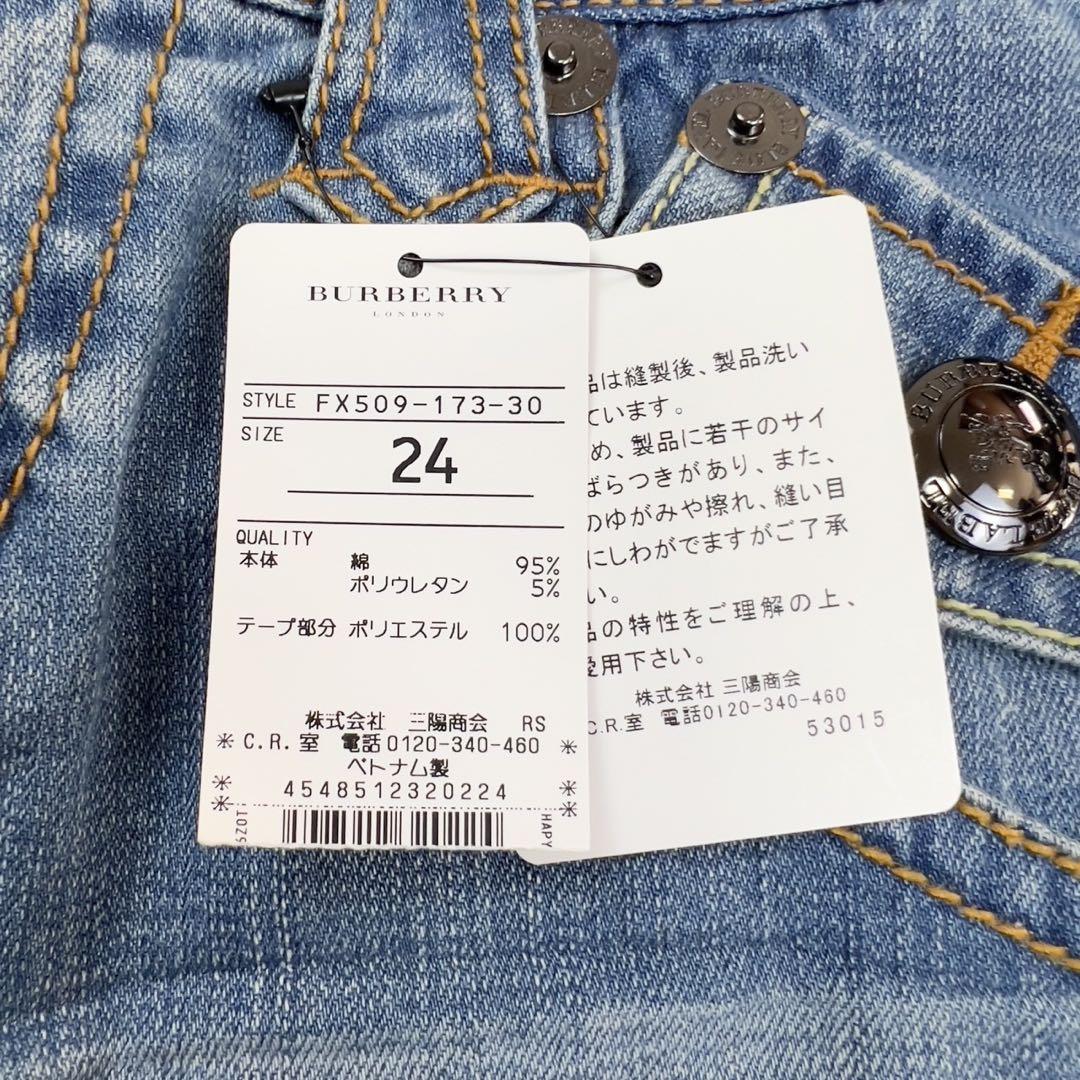 BURBERRY
LONDON
STYLE FX509-173-30
SIZE
24
QUALITY
本体 綿 95%
ポリウレタン 5%
テープ部分 ポリエステル 100%
株式会社 三陽商会 RS
※ C.R.室 電話0120-340-460 ※
ベトナム製
※ 4548512320224 ※
※ ※
HAPY
品は縫製後、製品洗い
ています。
め、製品に若干のサイ
ばらつきがあり、また、
のゆがみや擦れ、縫い目
にしわがでますがご了承
い。
品の特性をご理解の上、
愛用下さい。
株式会社 三陽商会
C.R.室 電話0120-340-460
53015
BURBERRY